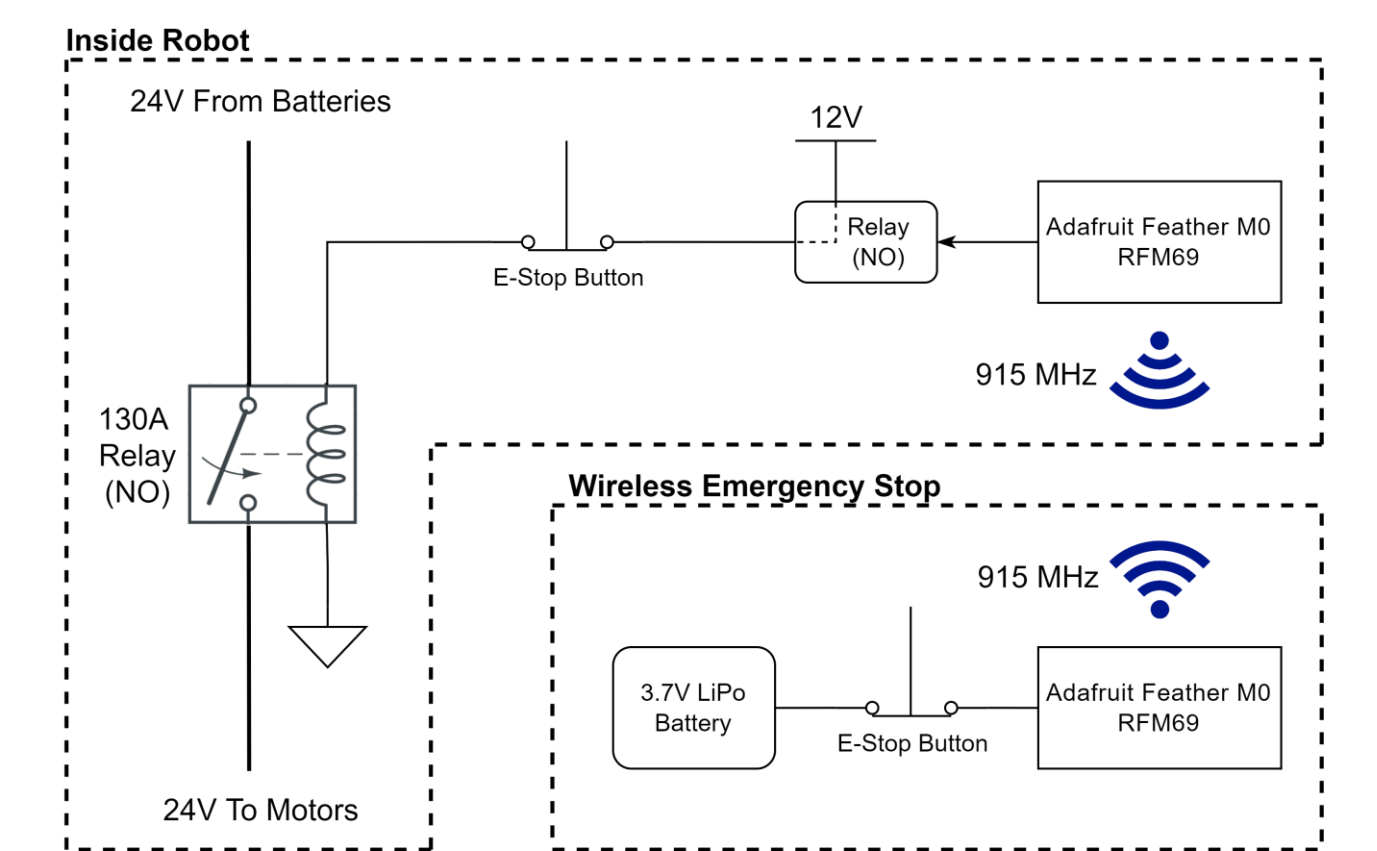 Inside Robot
24V From Batteries
12V
Relay
(NO)
Adafruit Feather M0
RFM69
E-Stop Button
915 MHz
130A
Relay
(NO)
Wireless Emergency Stop
915 MHz
3.7V LiPo
Battery
E-Stop Button
Adafruit Feather M0
RFM69
24V To Motors